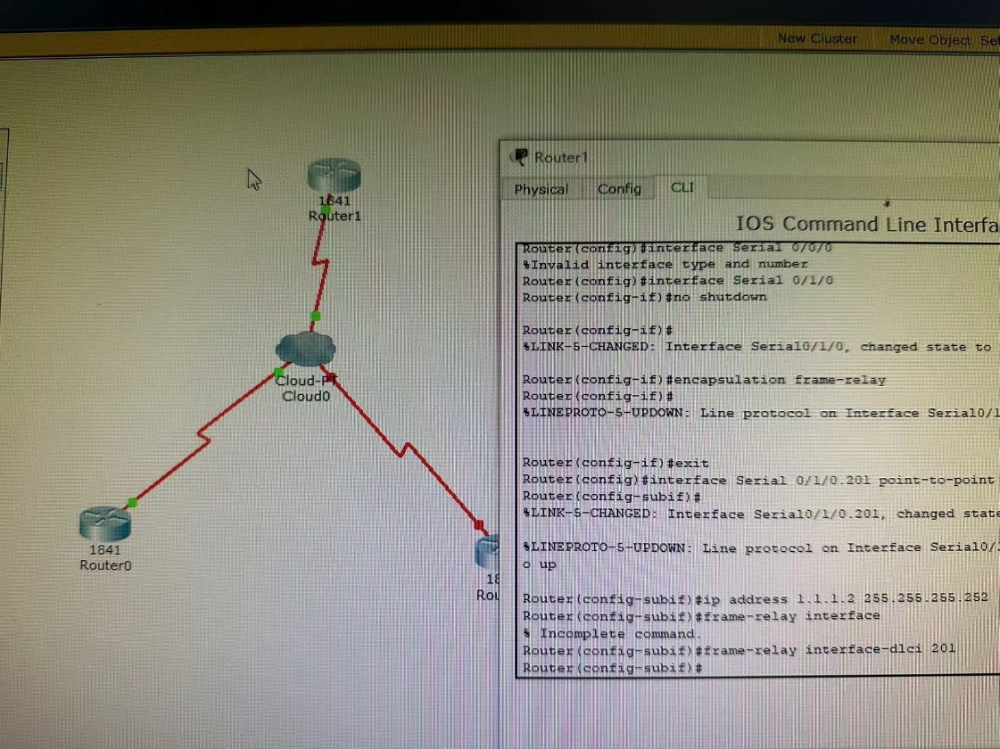 New Cluster Move Object
1841
Router1
Cloud-PT
Cloud0
1841
Router0
Router1
Physical Config CLI
IOS Command Line Interfa
Router(config)#interface Serial 0/0/0
%Invalid interface type and number
Router(config)#interface Serial 0/1/0
Router(config-if)#no shutdown
Router(config-if)#
%LINK-5-CHANGED: Interface Serial0/1/0, changed state to
Router(config-if)#encapsulation frame-relay
Router(config-if)#
%LINEPROTO-5-UPDOWN: Line protocol on Interface Serial0/1
Router(config-if)#exit
Router(config)#interface Serial 0/1/0.201 point-to-point
Router(config-subif)#
%LINK-5-CHANGED: Interface Serial0/1/0.201, changed state
%LINEPROTO-5-UPDOWN: Line protocol on Interface Serial0/
o up
Router(config-subif)#ip address 1.1.1.2 255.255.255.252
Router(config-subif)#frame-relay interface
% Incomplete command.
Router(config-subif)#frame-relay interface-dlci 201
Router(config-subif)#